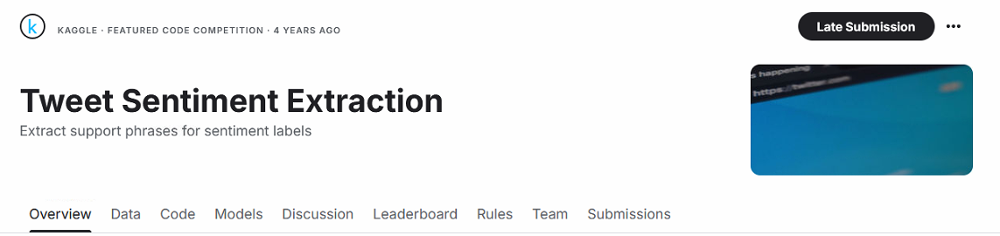 k
KAGGLE · FEATURED CODE COMPETITION · 4 YEARS AGO
Late Submission
s happening
https://twitter.com
Tweet Sentiment Extraction
Extract support phrases for sentiment labels
Overview Data Code Models Discussion Leaderboard Rules Team Submissions